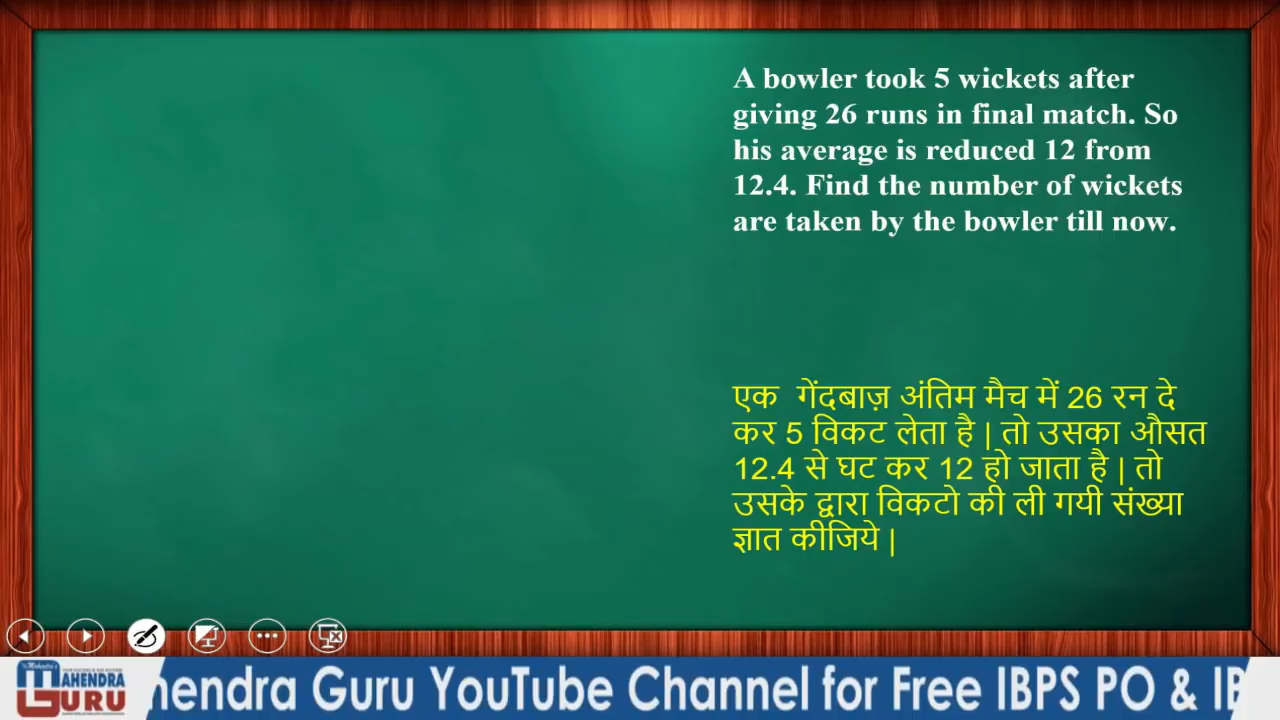 A bowler took 5 wickets after
giving 26 runs in final match. So
his average is reduced 12 from
12.4. Find the number of wickets
are taken by the bowler till now.
एक गेंदबाज़ अंतिम मैच में 26 रन दे
कर 5 विकट लेता है | तो उसका औसत
12.4 से घट कर 12 हो जाता है | तो
उसके द्वारा विकटो की ली गयी संख्या
ज्ञात कीजिये |
MAHENDRA
GURU
hendra Guru YouTube Channel for Free IBPS PO & IB